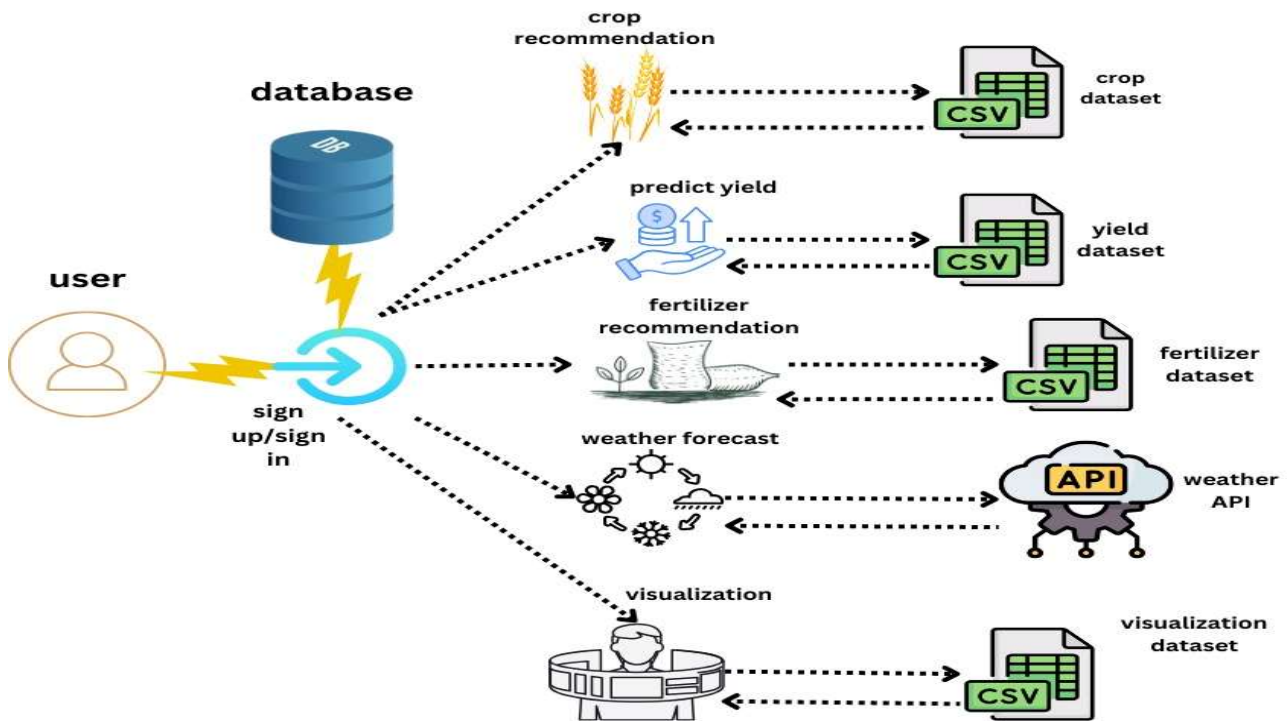 crop
recommendation
CSV
crop
dataset
database
DB
predict yield
$
CSV
yield
dataset
user
fertilizer
recommendation
CSV
fertilizer
dataset
sign
up/sign
in
weather forecast
API
weather
API
visualization
CSV
visualization
dataset